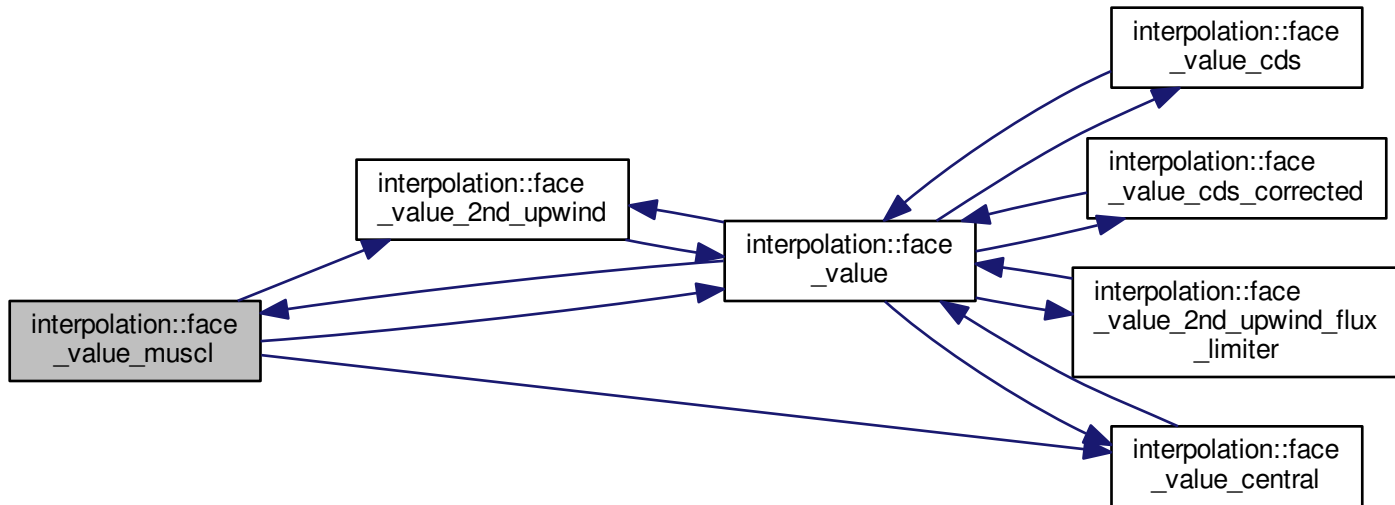 interpolation::face
_value_muscl
interpolation::face
_value_2nd_upwind
interpolation::face
_value
interpolation::face
_value_cds
interpolation::face
_value_cds_corrected
interpolation::face
_value_2nd_upwind_flux
_limiter
interpolation::face
_value_central